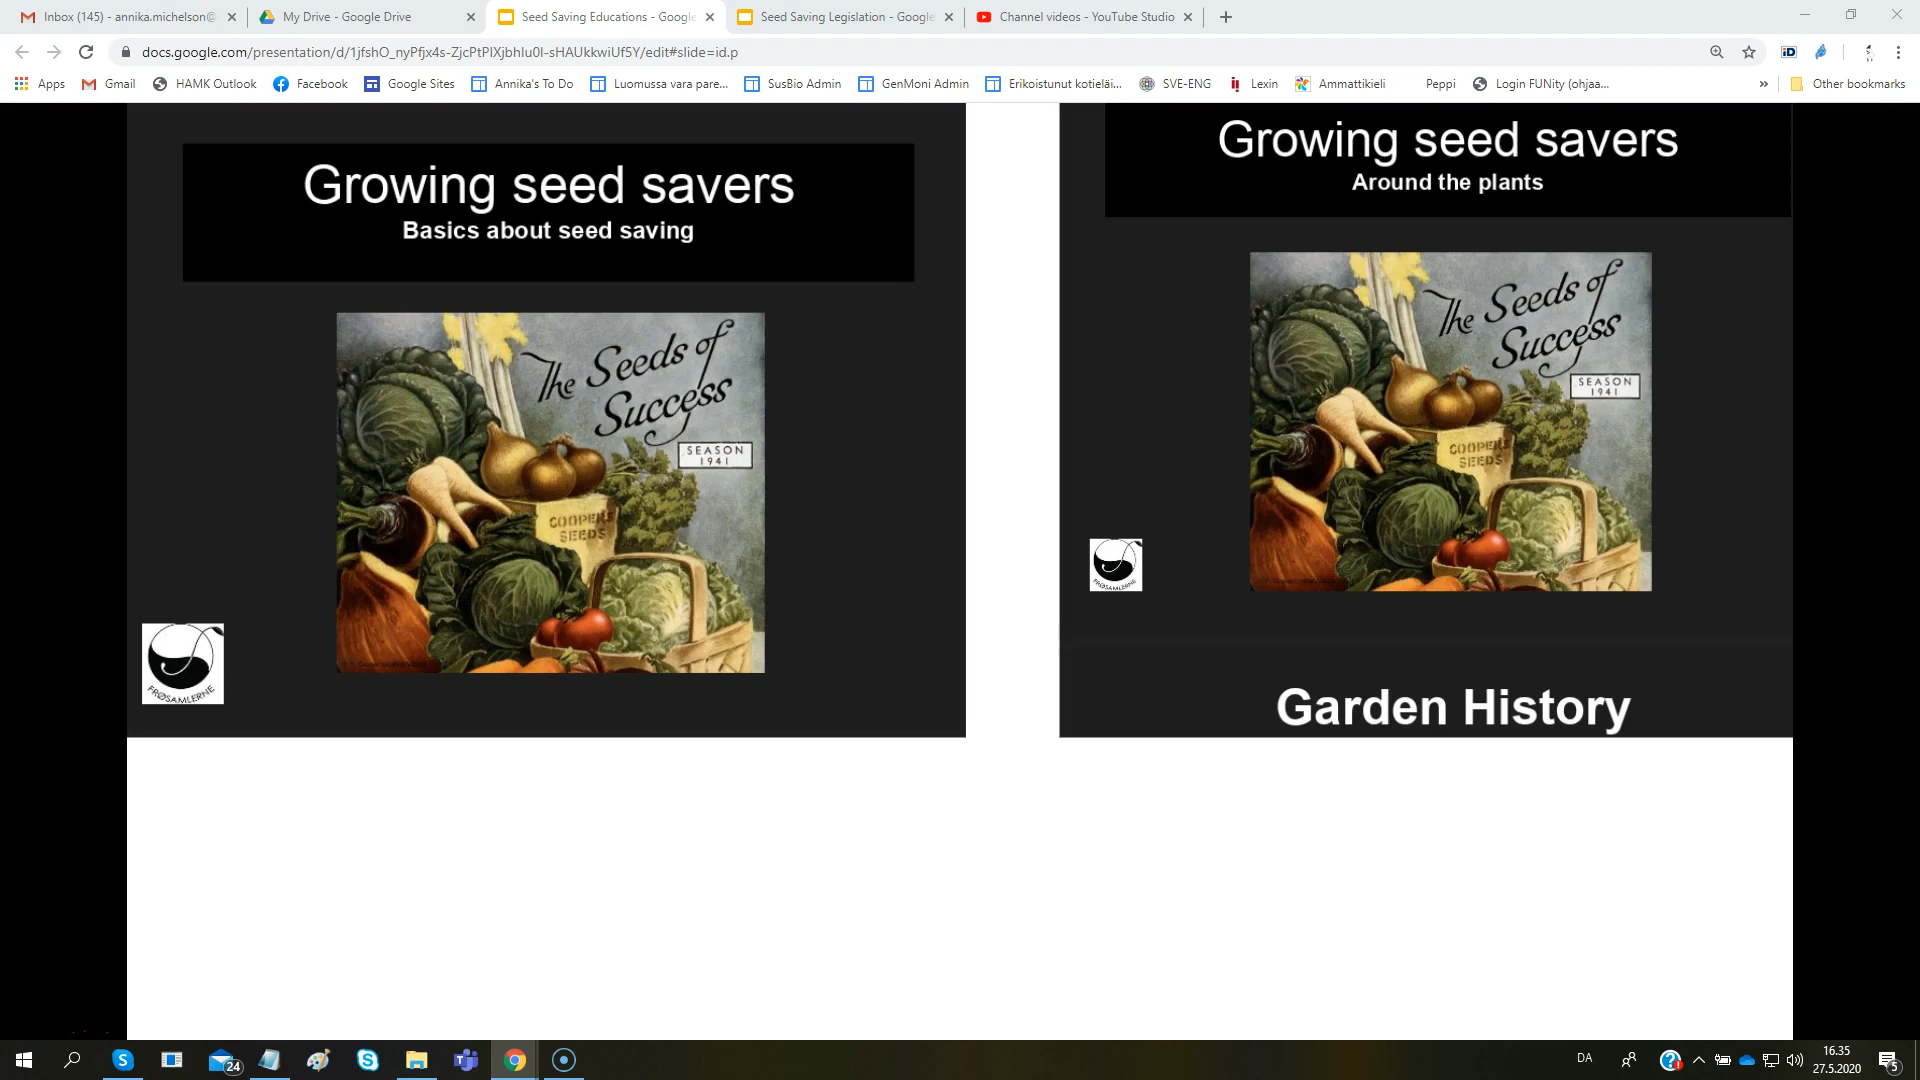 Inbox (145) - annika.michelson@
My Drive - Google Drive
Seed Saving Educations - Google
Seed Saving Legislation - Google
Channel videos - YouTube Studio
docs.google.com/presentation/d/1jfshO_nyPfjx4s-ZjcPtPIXjbhIu0I-sHAUkkwiUf5Y/edit#slide=id.p
Apps
Gmail
HAMK Outlook
Facebook
Google Sites
Annika's To Do
Luomussa vara pare...
SusBio Admin
GenMoni Admin
Erikoistunut kotieläi...
SVE-ENG
Lexin
Ammattikieli
Peppi
Login FUNity (ohjaa...
»
Other bookmarks
Growing seed savers
Basics about seed saving
The Seeds of
Success
SEASON
1941
COOPER'S
SEEDS
FRØSAMLERNE
Growing seed savers
Around the plants
The Seeds of
Success
SEASON
1941
COOPER'S
SEEDS
FRØSAMLERNE
Garden History
24
DA
16.35
27.5.2020
5